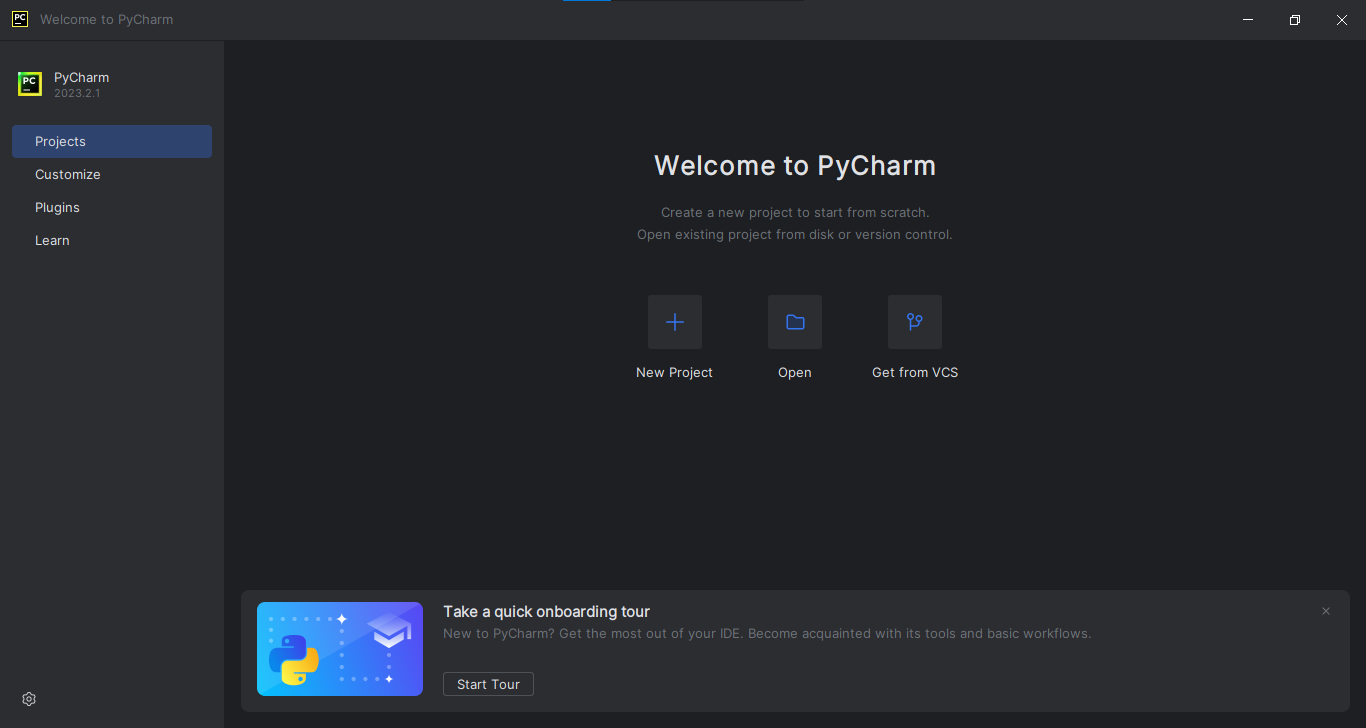 PC Welcome to PyCharm
PC PyCharm
2023.2.1
Projects
Customize
Plugins
Learn
Welcome to PyCharm
Create a new project to start from scratch.
Open existing project from disk or version control.
New Project Open Get from VCS
Take a quick onboarding tour
New to PyCharm? Get the most out of your IDE. Become acquainted with its tools and basic workflows.
Start Tour